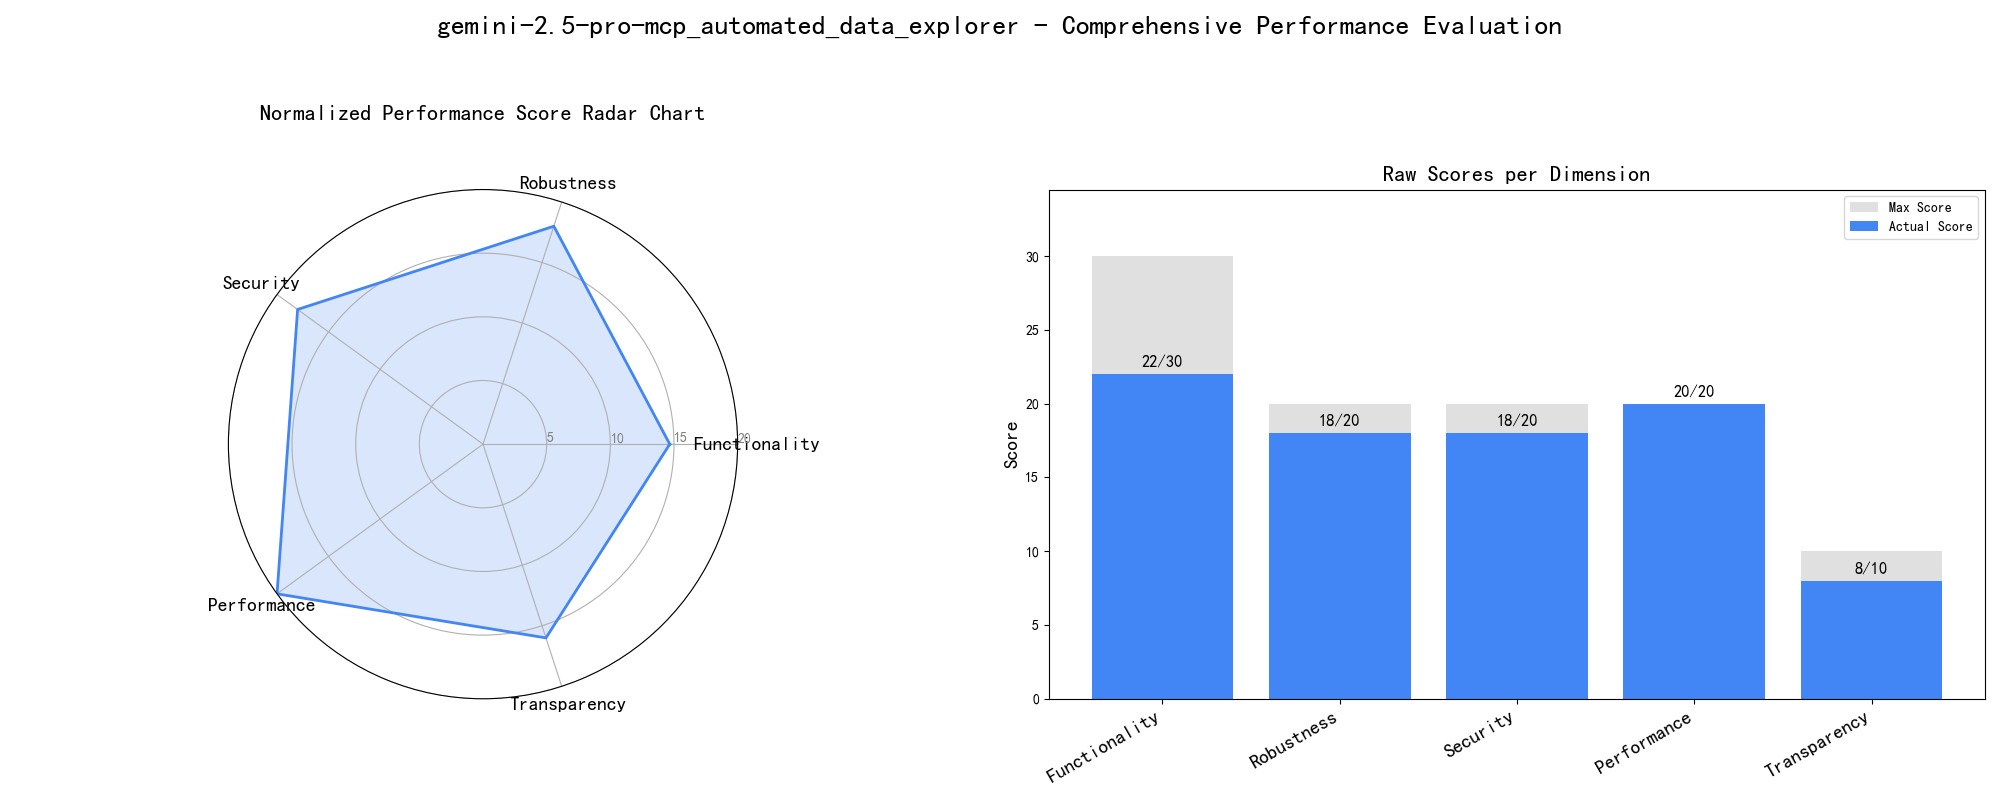 gemini-2.5-pro-mcp_automated_data_explorer - Comprehensive Performance Evaluation
Normalized Performance Score Radar Chart
Robustness
Security
Functionality
5
10
15
20
Performance
Transparency
Raw Scores per Dimension
Max Score
Actual Score
Score
30
25
20
15
10
5
0
22/30
18/20
18/20
20/20
8/10
Functionality
Robustness
Security
Performance
Transparency